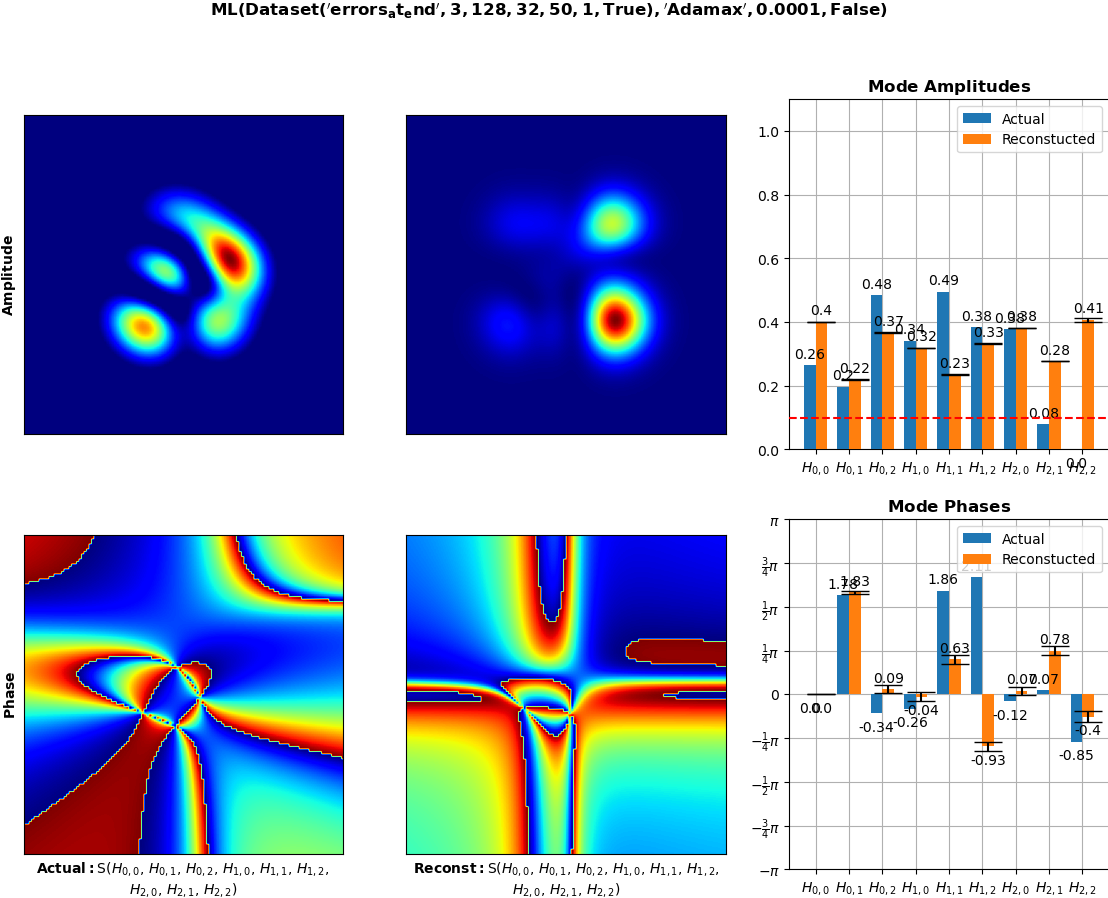 ML(Dataset('errors_at_end', 3, 128, 32, 50, 1, True), 'Adamax', 0.0001, False)
Mode Amplitudes
Actual
Reconstucted
1.0
0.8
0.6
0.4
0.2
0.0
0.26 0.4 0.2 0.22 0.48 0.37 0.34 0.32 0.49 0.23 0.38 0.33 0.38 0.38 0.08 0.28 0.0 0.41
H0,0 H0,1 H0,2 H1,0 H1,1 H1,2 H2,0 H2,1 H2,2
Amplitude
Mode Phases
Actual
Reconstucted
π
3/4π
1/2π
1/4π
0
−1/4π
−1/2π
−3/4π
−π
0.0 0.0 1.78 1.83 -0.34 0.09 -0.26 -0.04 1.86 0.63 2.11 -0.93 -0.12 0.07 0.07 0.78 -0.85 -0.4
H0,0 H0,1 H0,2 H1,0 H1,1 H1,2 H2,0 H2,1 H2,2
Phase
Actual: S(H0,0, H0,1, H0,2, H1,0, H1,1, H1,2,
H2,0, H2,1, H2,2)
Reconst: S(H0,0, H0,1, H0,2, H1,0, H1,1, H1,2,
H2,0, H2,1, H2,2)